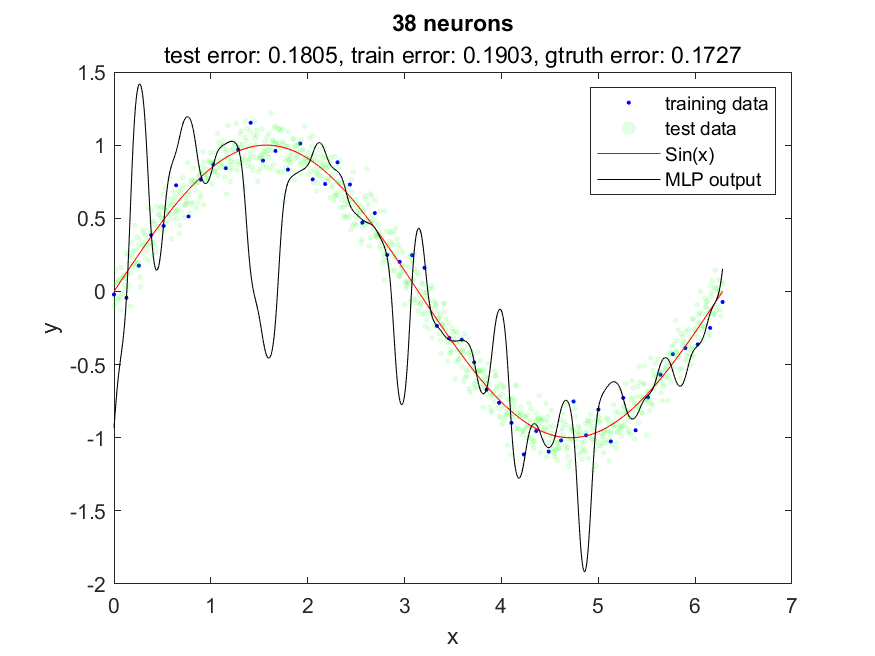 38 neurons
test error: 0.1805, train error: 0.1903, gtruth error: 0.1727
training data
test data
Sin(x)
MLP output
1.5
1
0.5
0
-0.5
-1
-1.5
-2
y
0 1 2 3 4 5 6 7
x